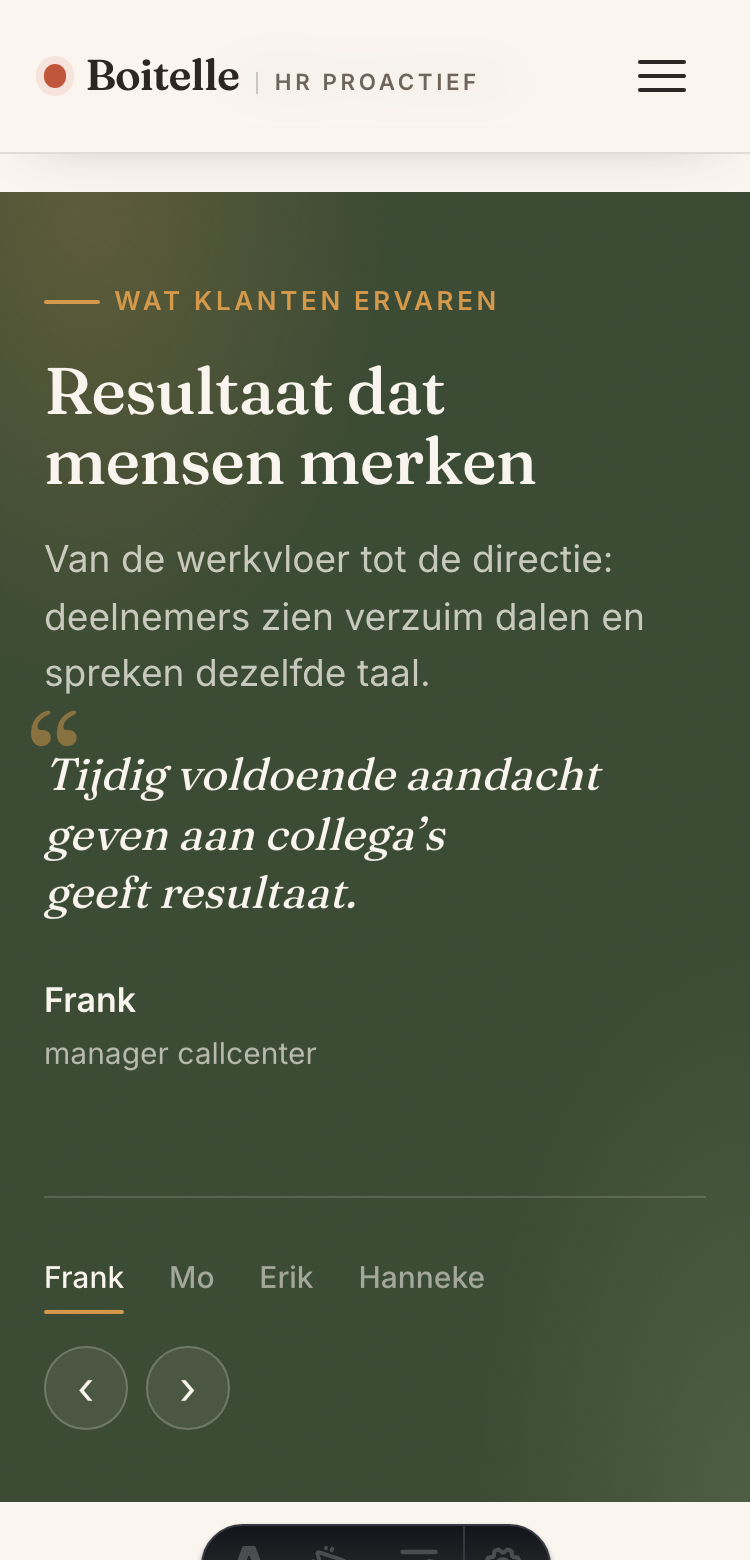 Boitelle | HR PROACTIEF
WAT KLANTEN ERVAREN
Resultaat dat
mensen merken
Van de werkvloer tot de directie:
deelnemers zien verzuim dalen en
spreken dezelfde taal.
“
Tijdig voldoende aandacht
geven aan collega’s
geeft resultaat.
Frank
manager callcenter
Frank Mo Erik Hanneke
‹ ›